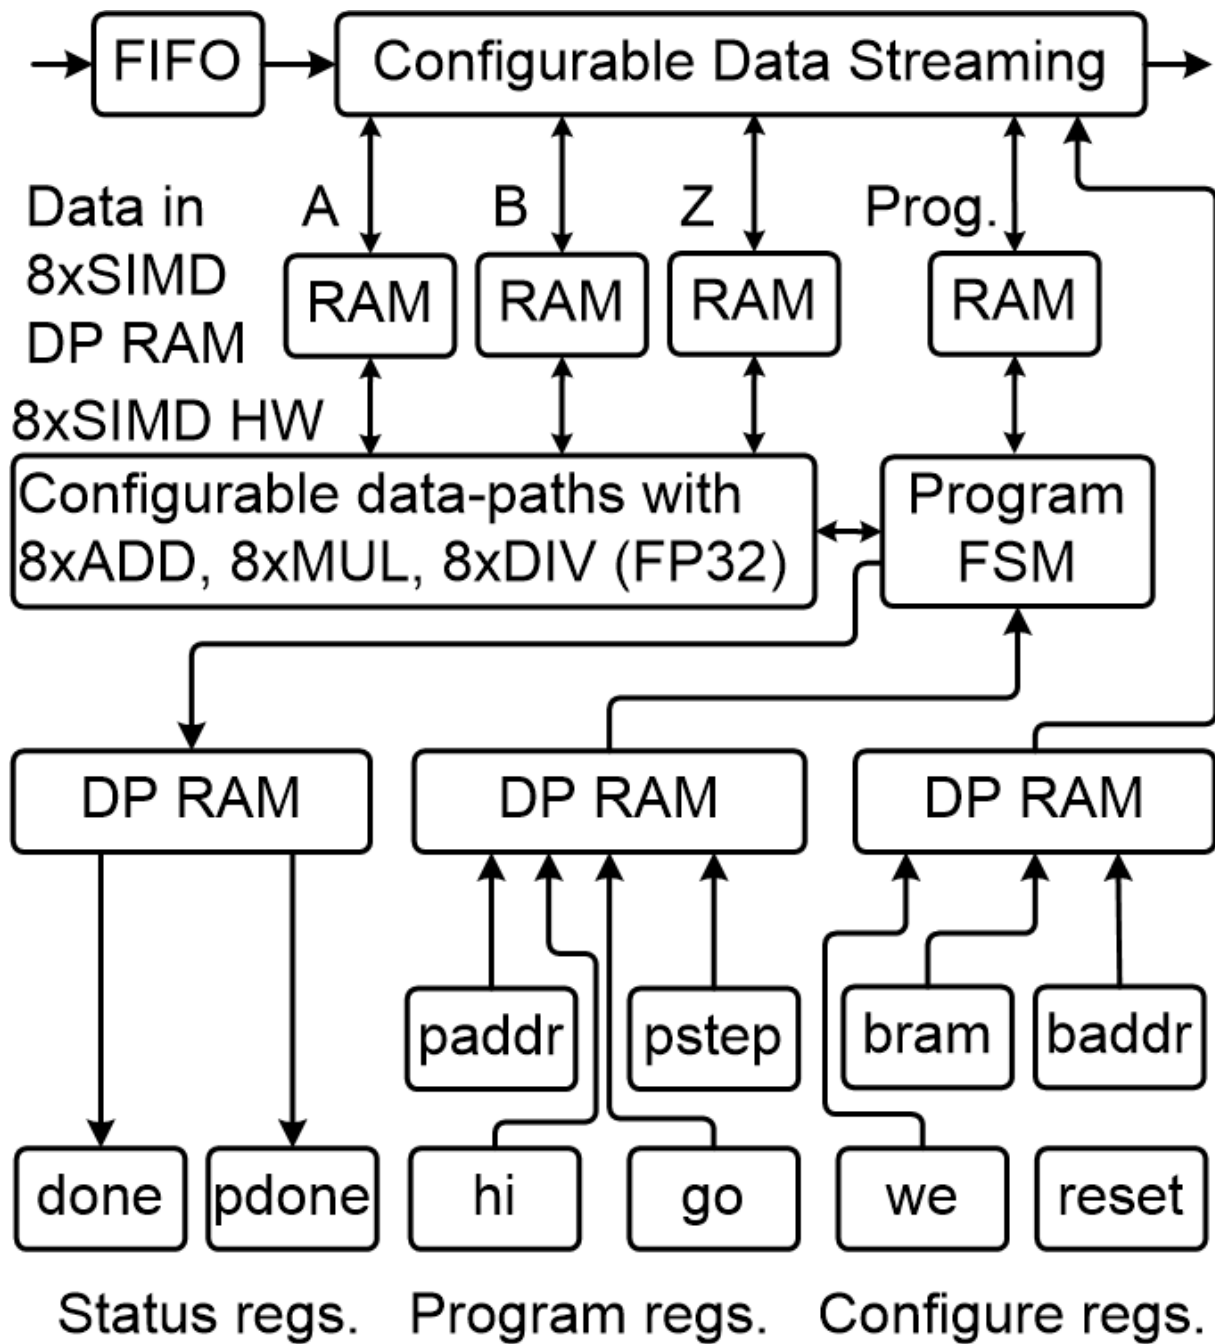 FIFO
Configurable Data Streaming
Data in
8xSIMD
DP RAM
A
B
Z
Prog.
RAM
RAM
RAM
RAM
8xSIMD HW
Configurable data-paths with
8xADD, 8xMUL, 8xDIV (FP32)
Program
FSM
DP RAM
DP RAM
DP RAM
paddr
pstep
bram
baddr
done
pdone
hi
go
we
reset
Status regs.
Program regs.
Configure regs.